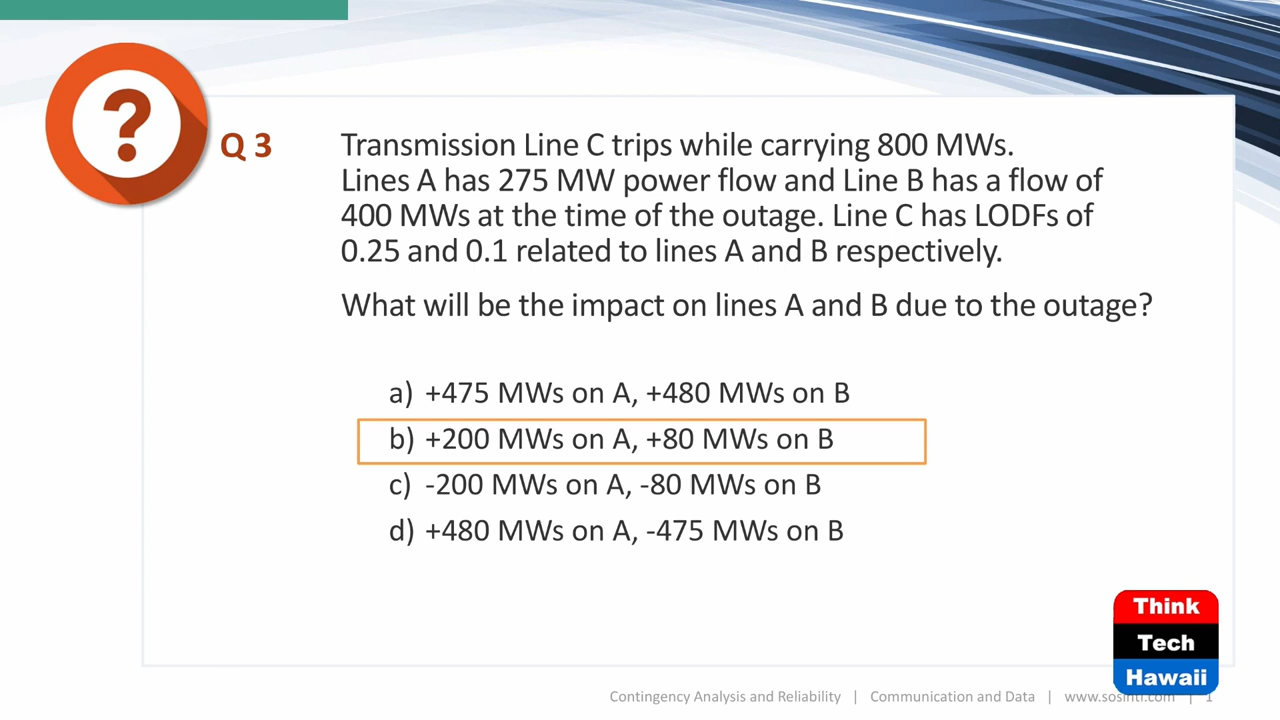 ?
Q 3
Transmission Line C trips while carrying 800 MWs.
Lines A has 275 MW power flow and Line B has a flow of
400 MWs at the time of the outage. Line C has LODFs of
0.25 and 0.1 related to lines A and B respectively.
What will be the impact on lines A and B due to the outage?
a) +475 MWs on A, +480 MWs on B
b) +200 MWs on A, +80 MWs on B
c) -200 MWs on A, -80 MWs on B
d) +480 MWs on A, -475 MWs on B
Think
Tech
Hawaii
Contingency Analysis and Reliability | Communication and Data | www.sosintl.com | 1